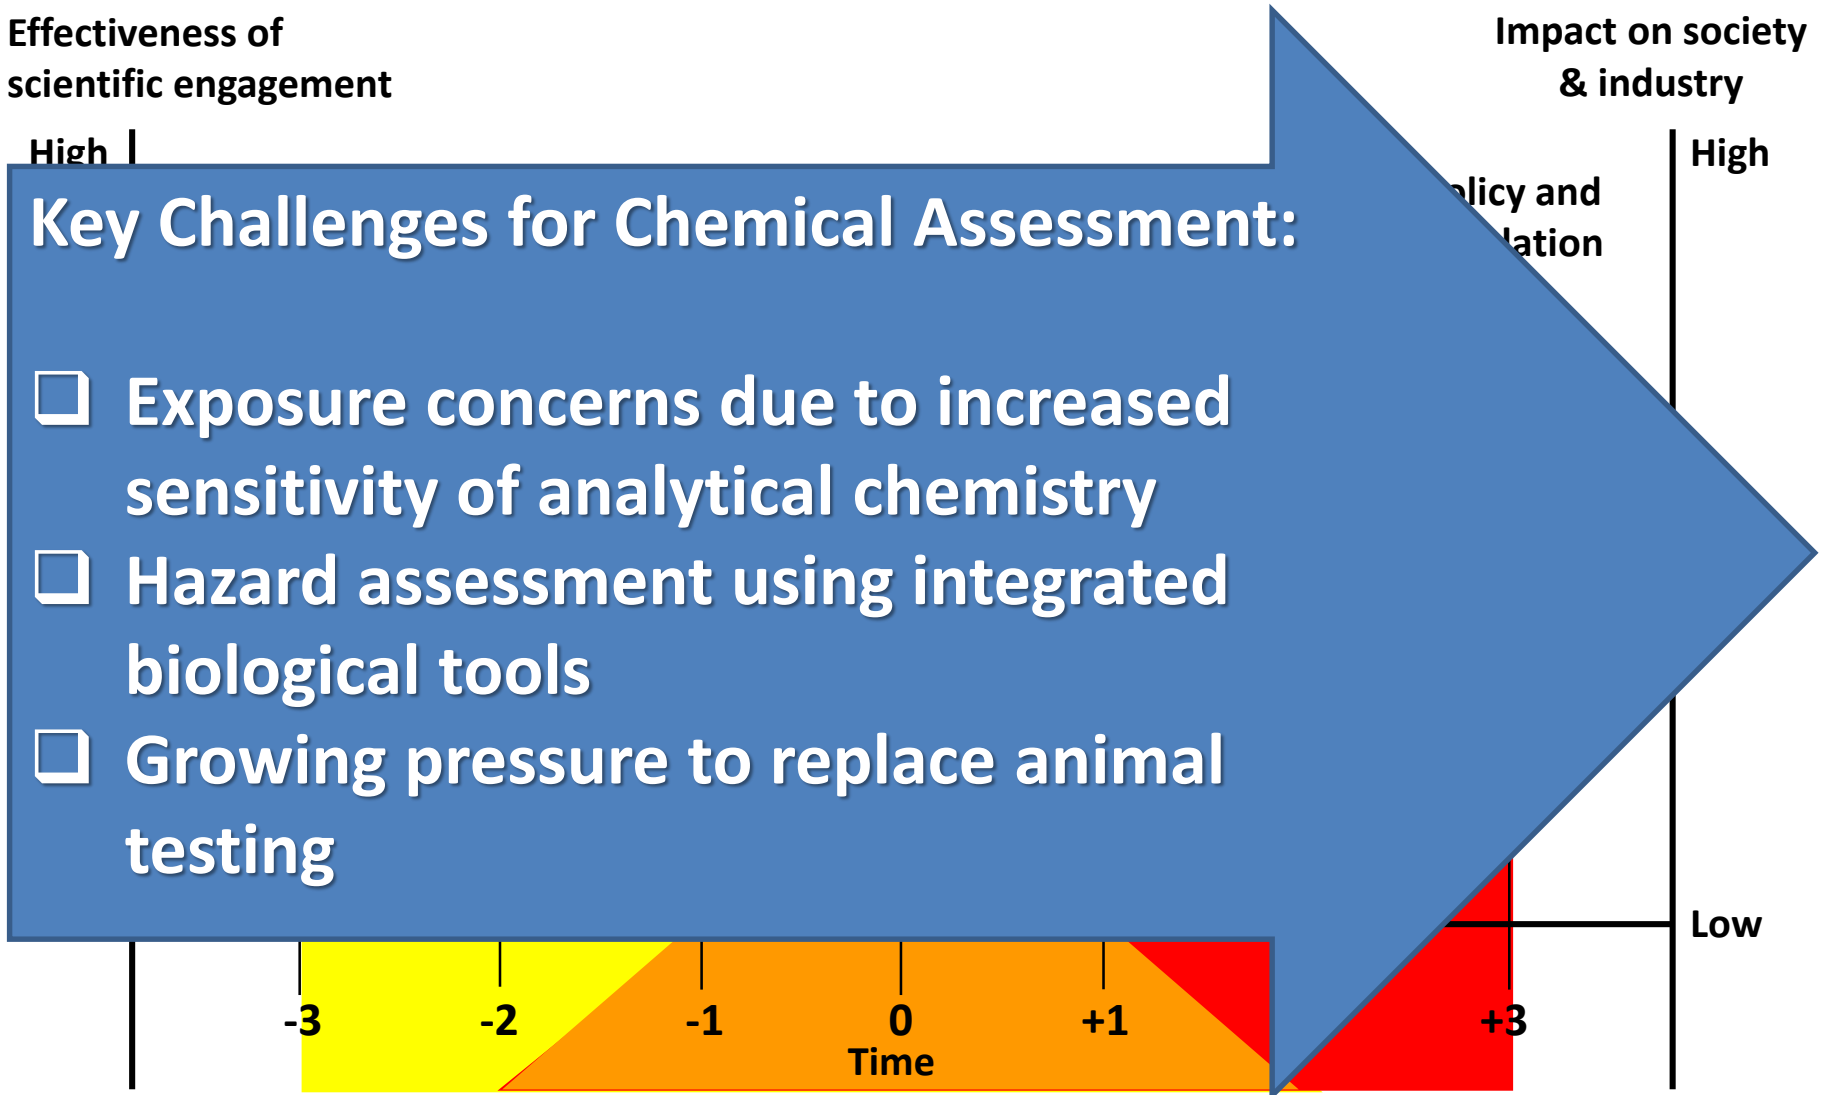 Effectiveness of
scientific engagement
Impact on society
& industry
High
High
and
Key Challenges for Chemical Assessment:
Exposure concerns due to increased
sensitivity of analytical chemistry
Hazard assessment using integrated
biological tools
Growing pressure to replace animal
testing
Low
-3 -2 -1 0 +1 +3
Time